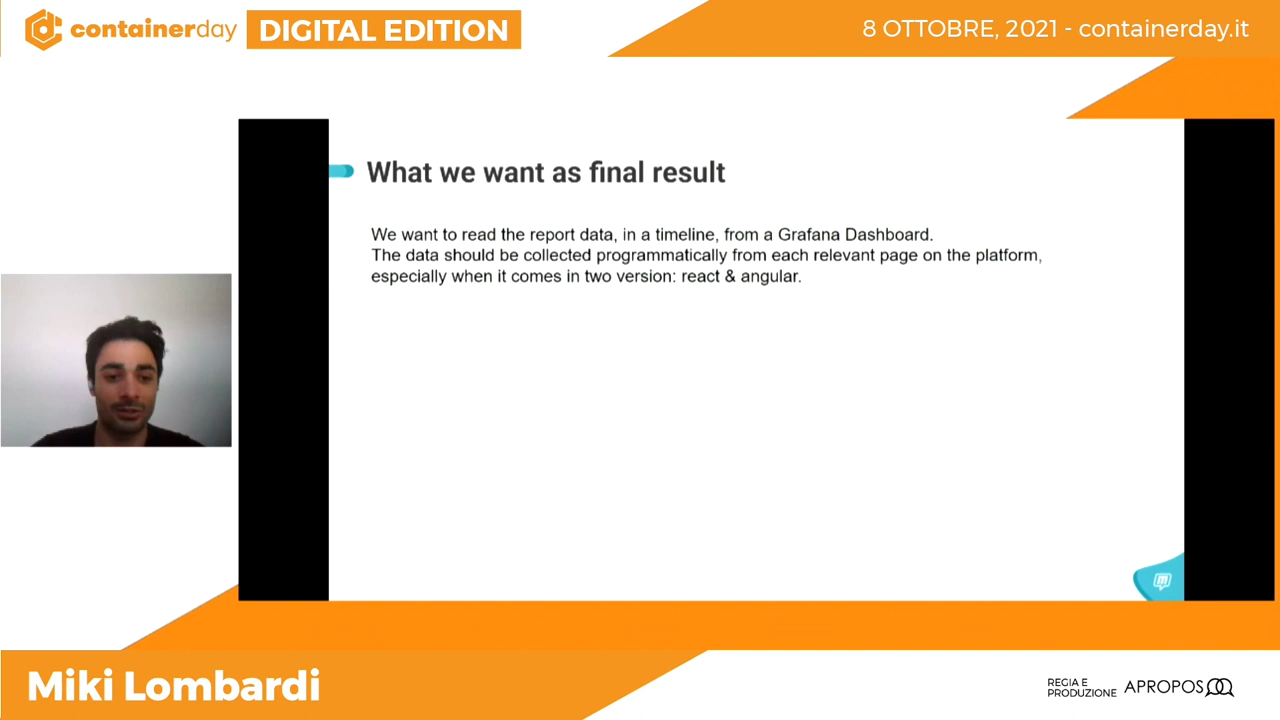 containerday DIGITAL EDITION
8 OTTOBRE, 2021 - containerday.it
What we want as final result
We want to read the report data, in a timeline, from a Grafana Dashboard.
The data should be collected programmatically from each relevant page on the platform,
especially when it comes in two version: react & angular.
m
Miki Lombardi
REGIA E
PRODUZIONE
APROPOS